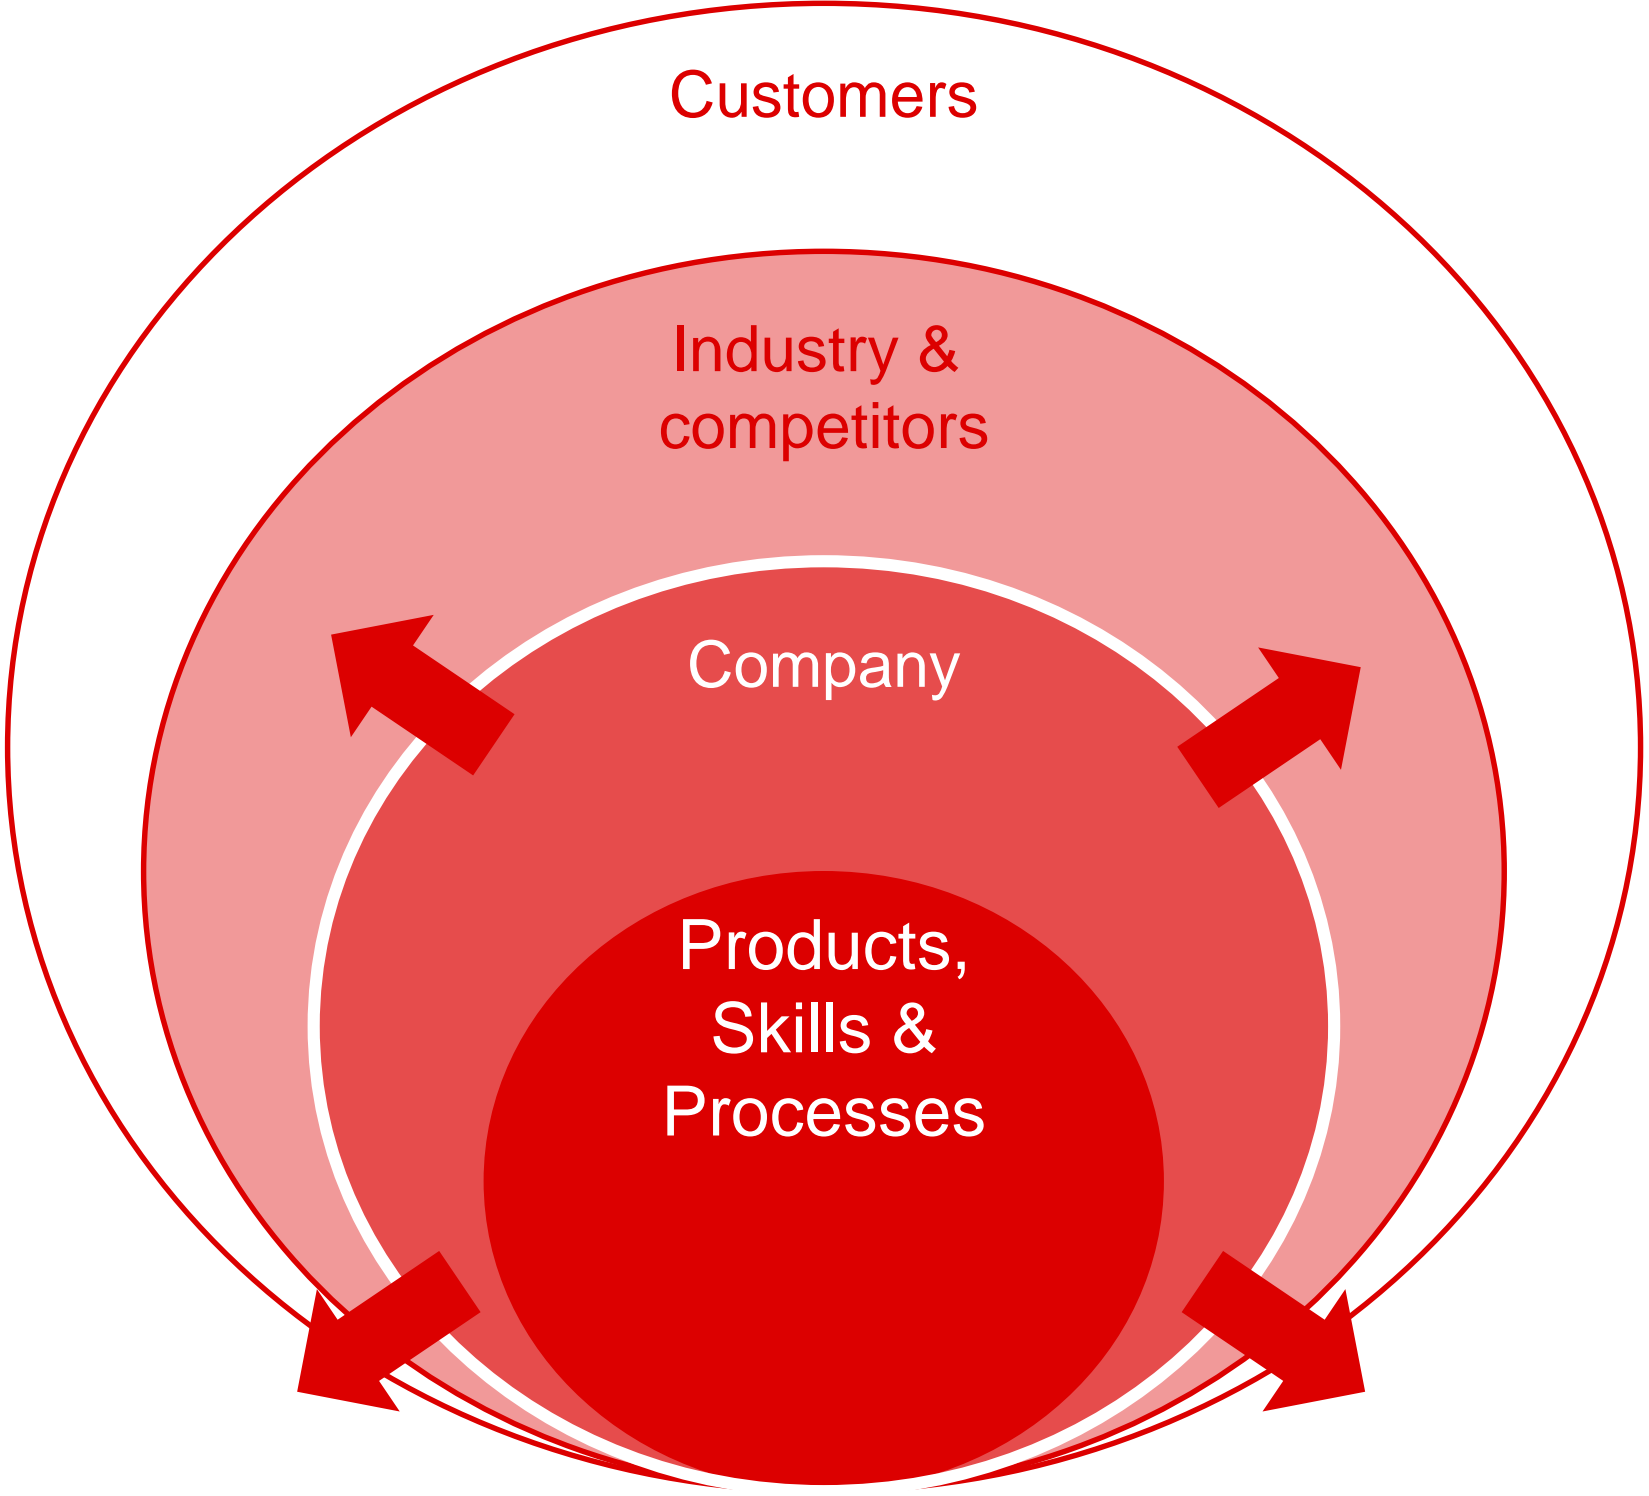 Customers
Industry &
competitors
Company
Products,
Skills &
Processes